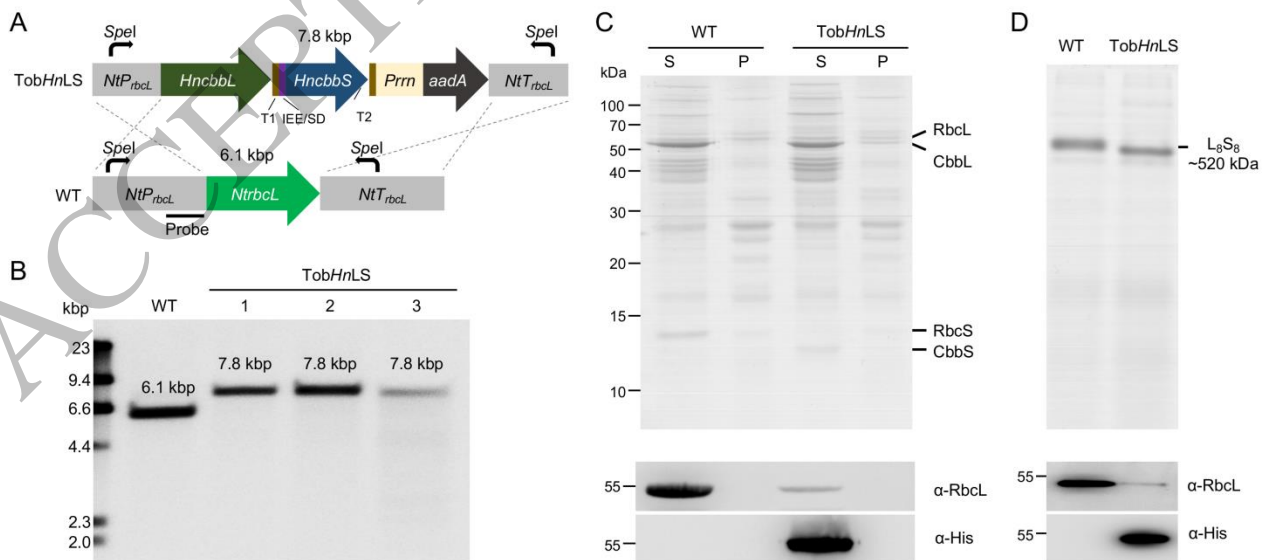 A
SpeI
7.8 kbp
SpeI
TobHnLS
NtPrbcL
HncbbL
HncbbS
Prrn
aadA
NtTrbcL
T1
IEE/SD
T2
SpeI
6.1 kbp
SpeI
WT
NtPrbcL
NtrbcL
NtTrbcL
Probe
B
TobHnLS
kbp
WT
1
2
3
23
9.4
6.6
4.4
2.3
2.0
6.1 kbp
7.8 kbp
7.8 kbp
7.8 kbp
C
WT
TobHnLS
S
P
S
P
kDa
100
70
50
40
30
20
15
10
RbcL
CbbL
RbcS
CbbS
55
α-RbcL
55
α-His
D
WT
TobHnLS
L8S8
~520 kDa
55
α-RbcL
55
α-His